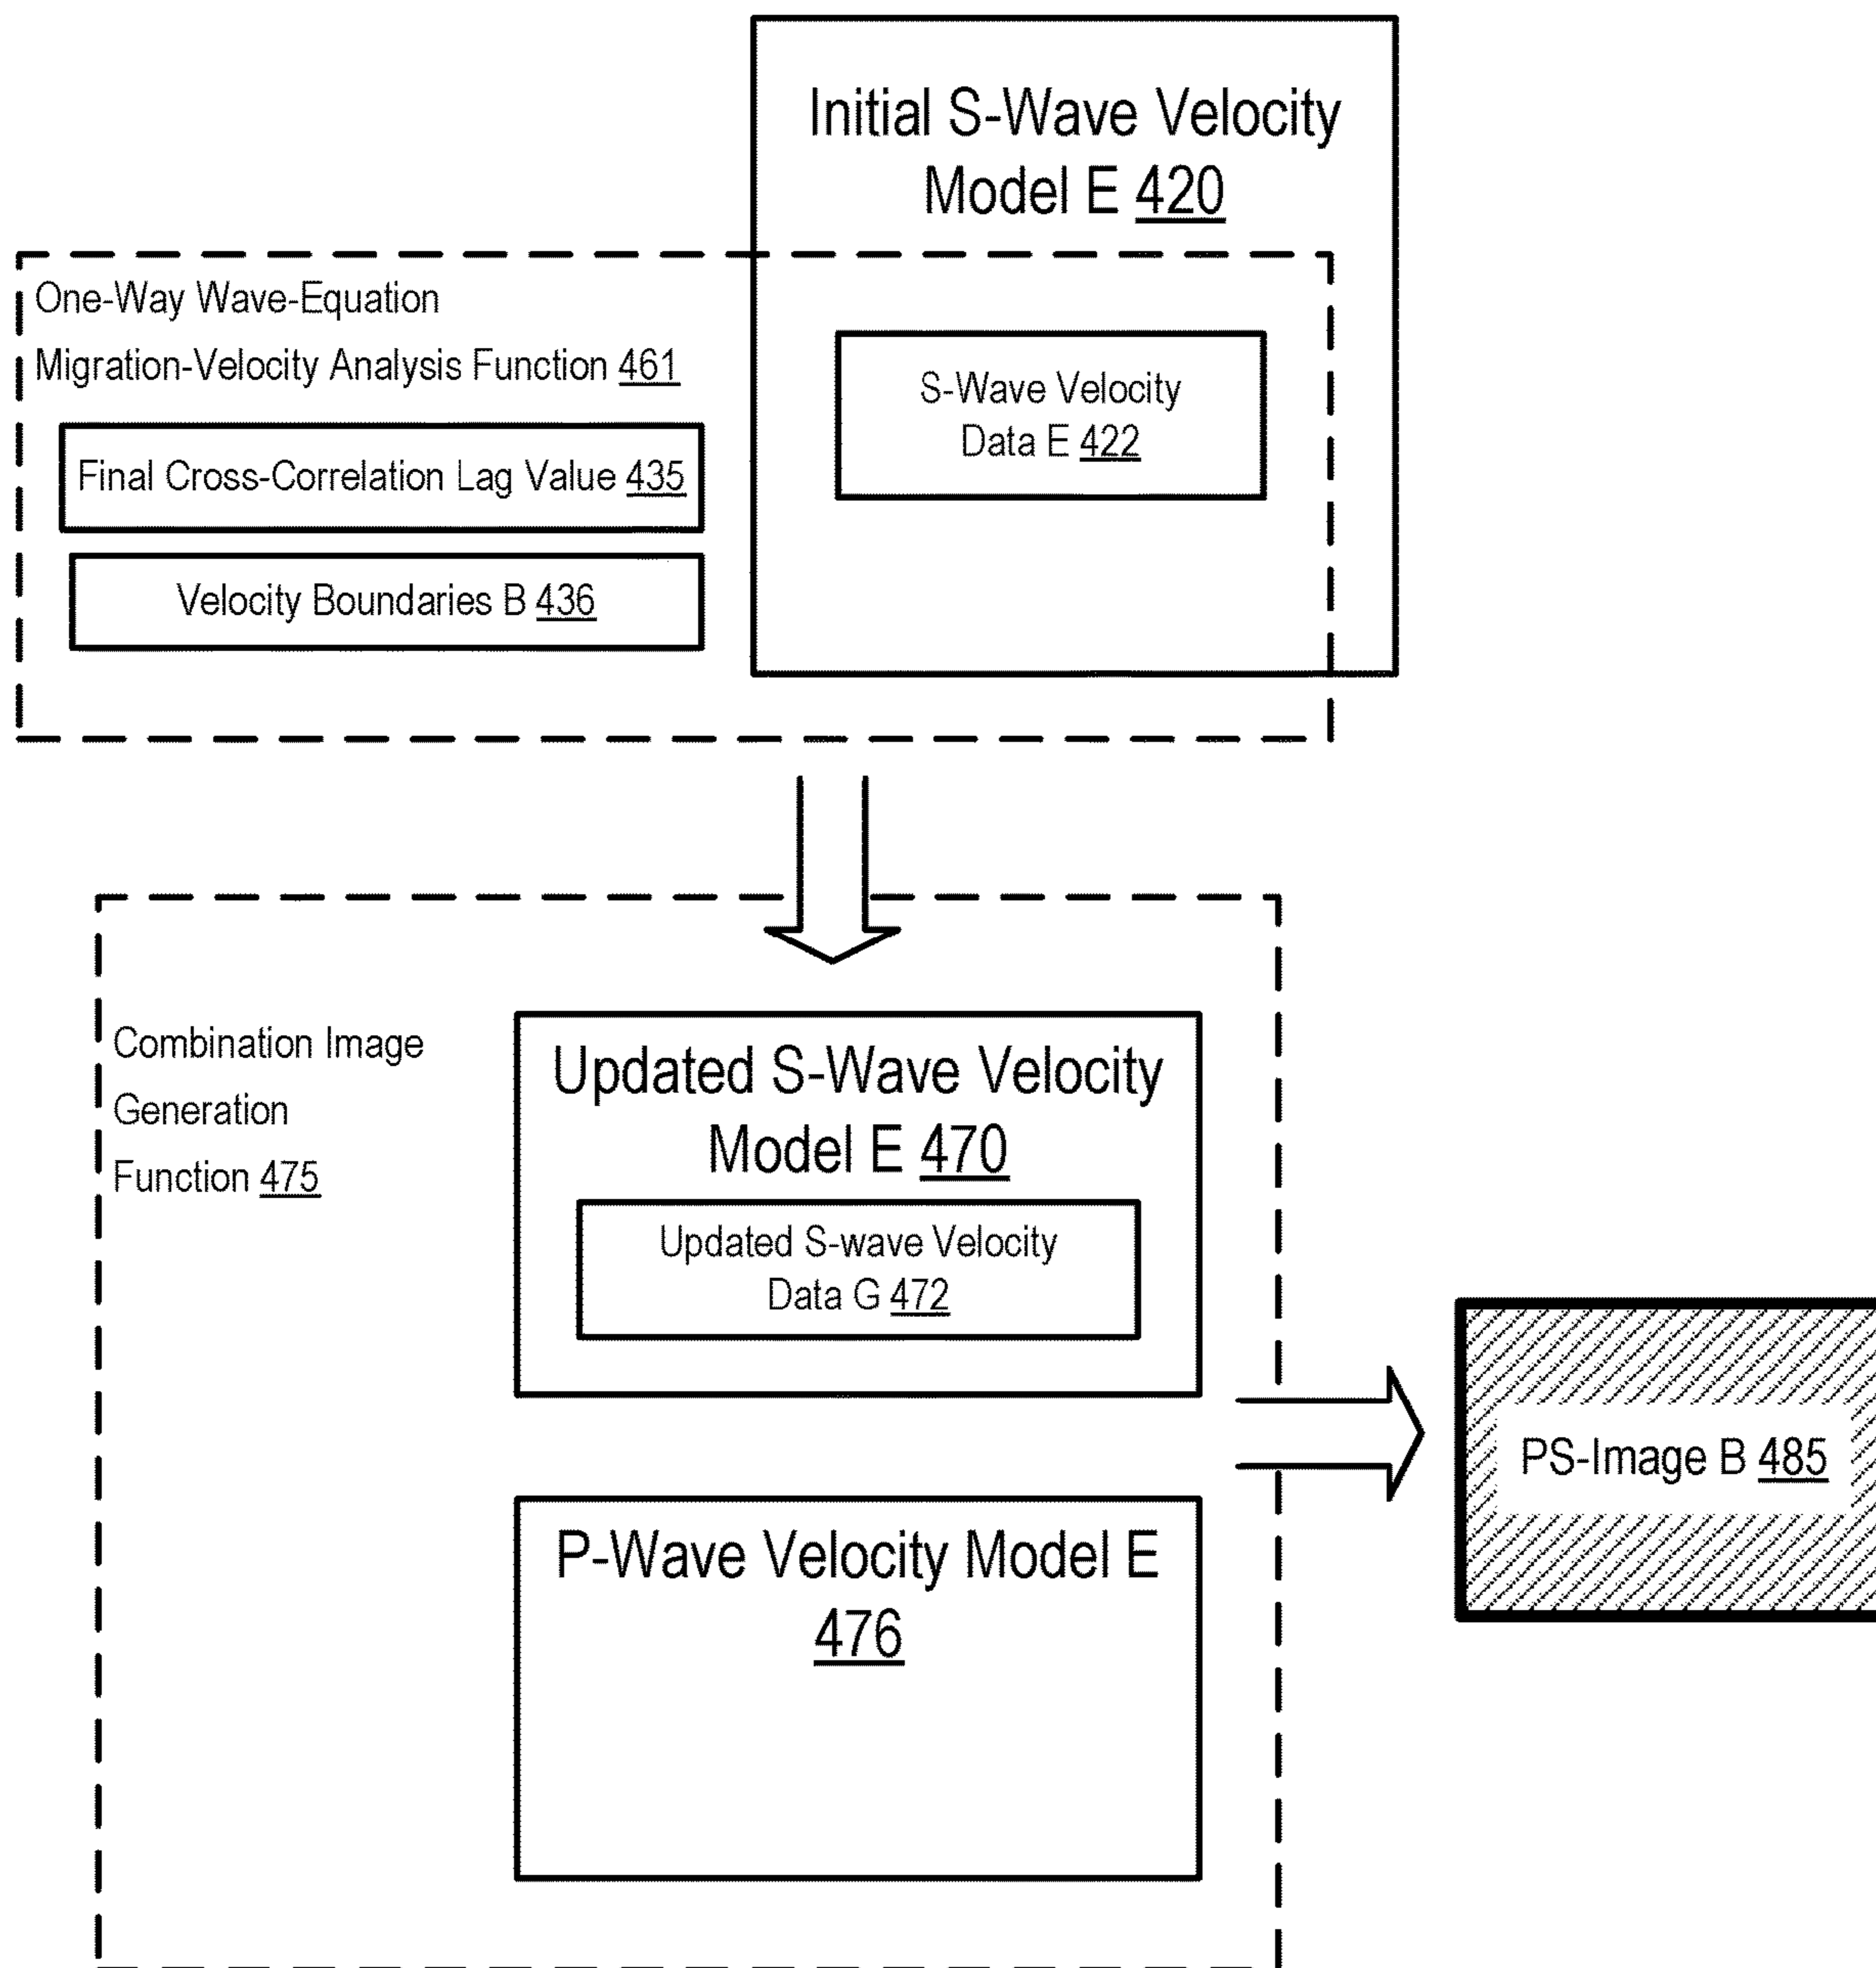 Initial S-Wave Velocity
Model E 420
One-Way Wave-Equation
Migration-Velocity Analysis Function 461
S-Wave Velocity
Data E 422
Final Cross-Correlation Lag Value 435
Velocity Boundaries B 436
Combination Image
Generation
Function 475
Updated S-Wave Velocity
Model E 470
Updated S-wave Velocity
Data G 472
PS-Image B 485
P-Wave Velocity Model E
476